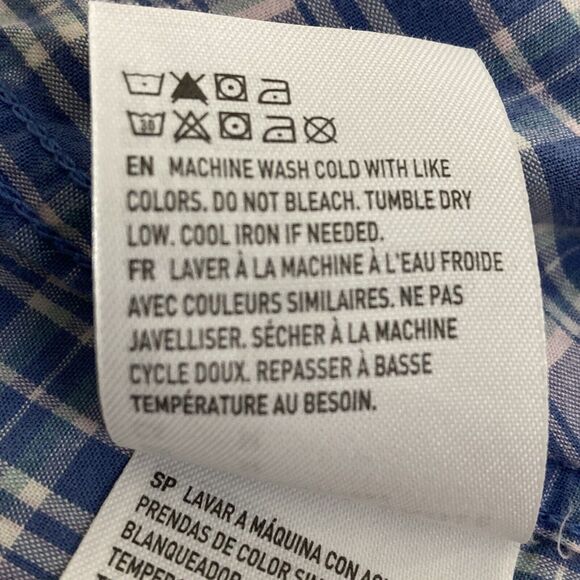 30
EN MACHINE WASH COLD WITH LIKE
COLORS. DO NOT BLEACH. TUMBLE DRY
LOW. COOL IRON IF NEEDED.
FR LAVER À LA MACHINE À L'EAU FROIDE
AVEC COULEURS SIMILAIRES. NE PAS
JAVELLISER. SÉCHER À LA MACHINE
CYCLE DOUX. REPASSER À BASSE
TEMPÉRATURE AU BESOIN.
SP LAVAR A MÁQUINA CON
PRENDAS DE COLOR
BLANQUEADOR